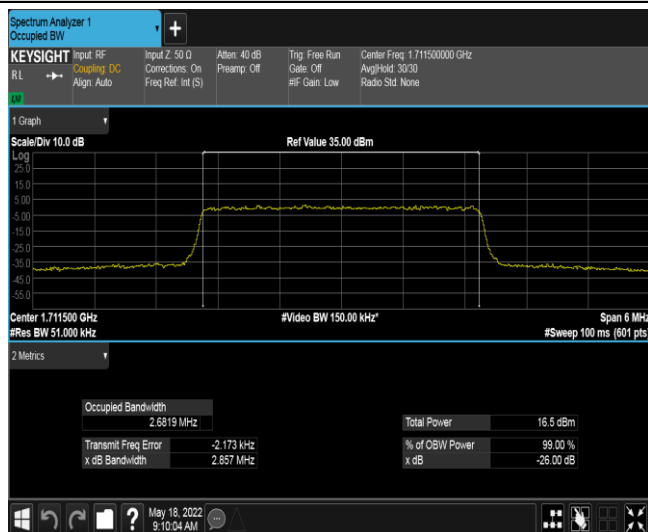 Spectrum Analyzer 1
Occupied BW
+
KEYSIGHT Input: RF Input Z: 50 Ω Atten: 40 dB Trig: Free Run Center Freq: 1.711500000 GHz
RL Coupling: DC Corrections: On Preamp: Off Gate: Off Avg|Hold: 30/30
Align: Auto Freq Ref: Int (S) #IF Gain: Low Radio Std: None
1 Graph
Scale/Div 10.0 dB Ref Value 35.00 dBm
Log
25.0
15.0
5.00
-5.00
-15.0
-25.0
-35.0
-45.0
-55.0
Center 1.711500 GHz #Video BW 150.00 kHz* Span 6 MHz
#Res BW 51.000 kHz #Sweep 100 ms (601 pts)
2 Metrics
Occupied Bandwidth
2.6819 MHz Total Power 16.5 dBm
Transmit Freq Error -2.173 kHz % of OBW Power 99.00 %
x dB Bandwidth 2.857 MHz x dB -26.00 dB
? May 18, 2022
9:10:04 AM